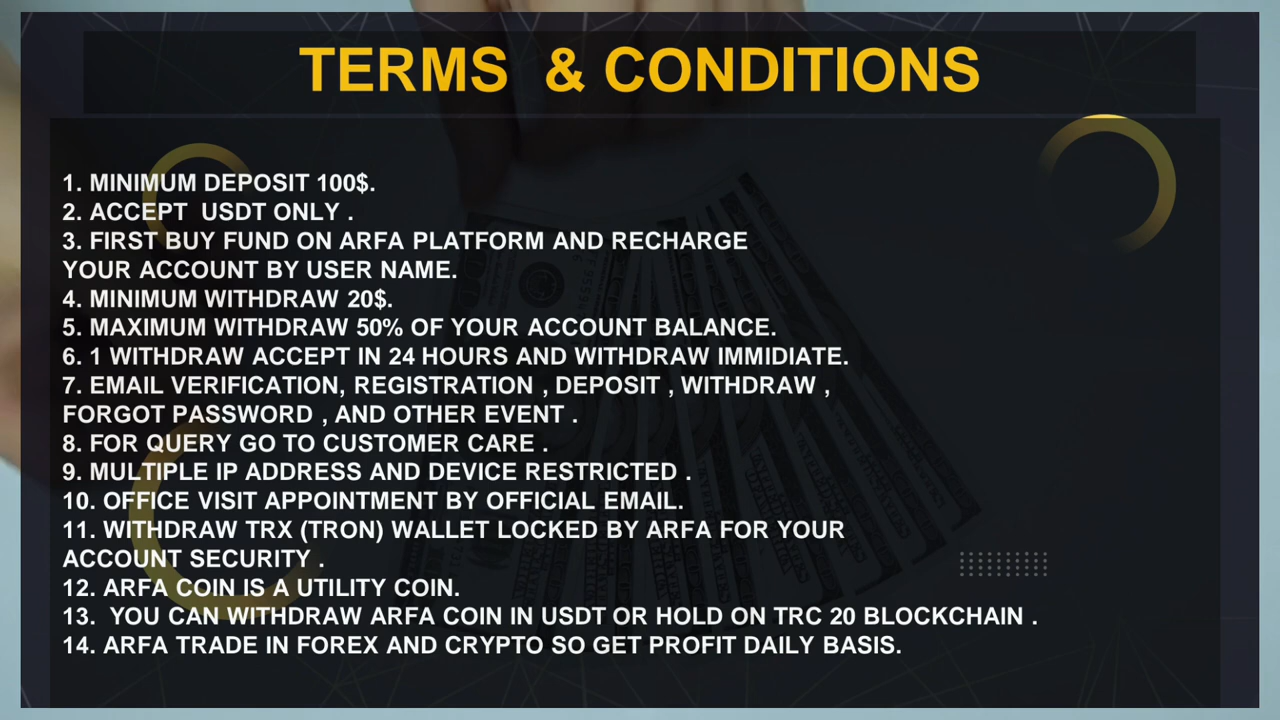 TERMS & CONDITIONS
1. MINIMUM DEPOSIT 100$.
2. ACCEPT USDT ONLY .
3. FIRST BUY FUND ON ARFA PLATFORM AND RECHARGE
YOUR ACCOUNT BY USER NAME.
4. MINIMUM WITHDRAW 20$.
5. MAXIMUM WITHDRAW 50% OF YOUR ACCOUNT BALANCE.
6. 1 WITHDRAW ACCEPT IN 24 HOURS AND WITHDRAW IMMIDIATE.
7. EMAIL VERIFICATION, REGISTRATION , DEPOSIT , WITHDRAW ,
FORGOT PASSWORD , AND OTHER EVENT .
8. FOR QUERY GO TO CUSTOMER CARE .
9. MULTIPLE IP ADDRESS AND DEVICE RESTRICTED .
10. OFFICE VISIT APPOINTMENT BY OFFICIAL EMAIL.
11. WITHDRAW TRX (TRON) WALLET LOCKED BY ARFA FOR YOUR
ACCOUNT SECURITY .
12. ARFA COIN IS A UTILITY COIN.
13. YOU CAN WITHDRAW ARFA COIN IN USDT OR HOLD ON TRC 20 BLOCKCHAIN .
14. ARFA TRADE IN FOREX AND CRYPTO SO GET PROFIT DAILY BASIS.